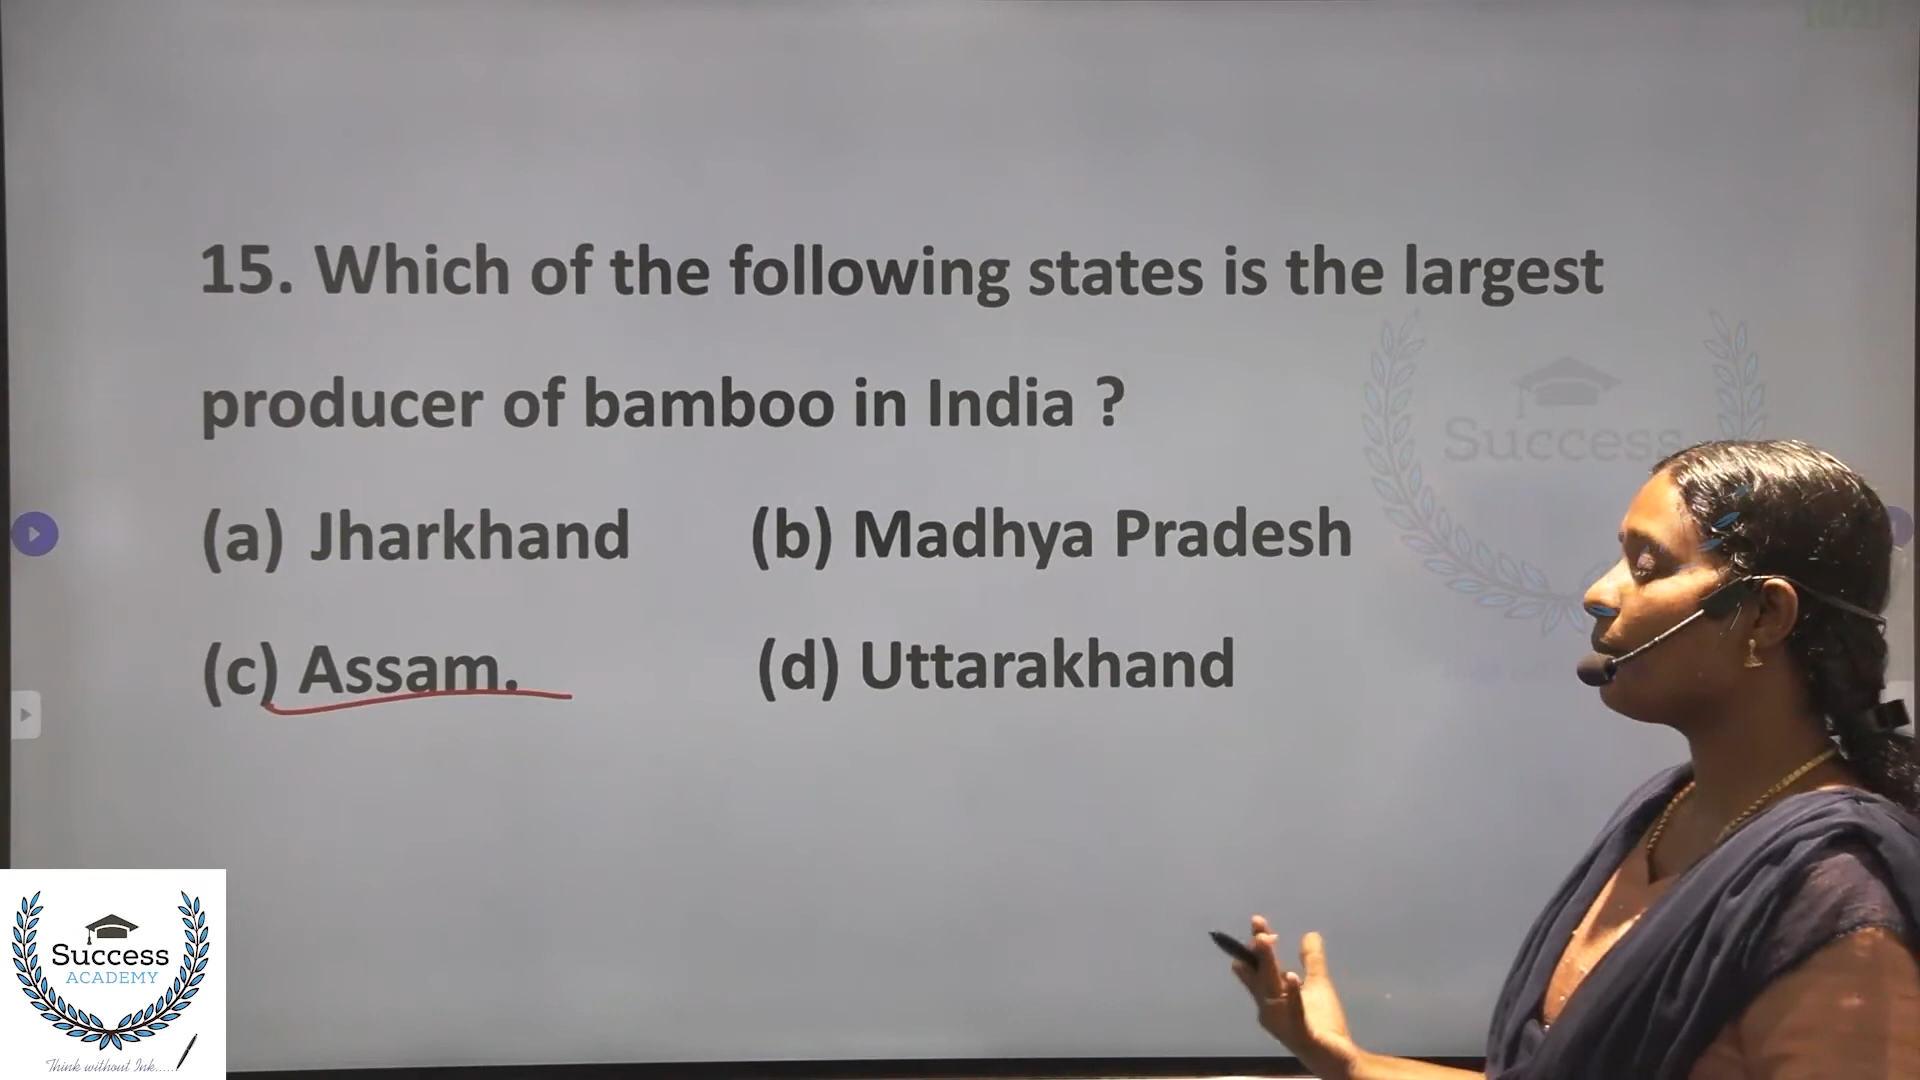 15. Which of the following states is the largest
producer of bamboo in India ?
(a) Jharkhand (b) Madhya Pradesh
(c) Assam. (d) Uttarakhand
Success
Success
ACADEMY
Think without Ink......